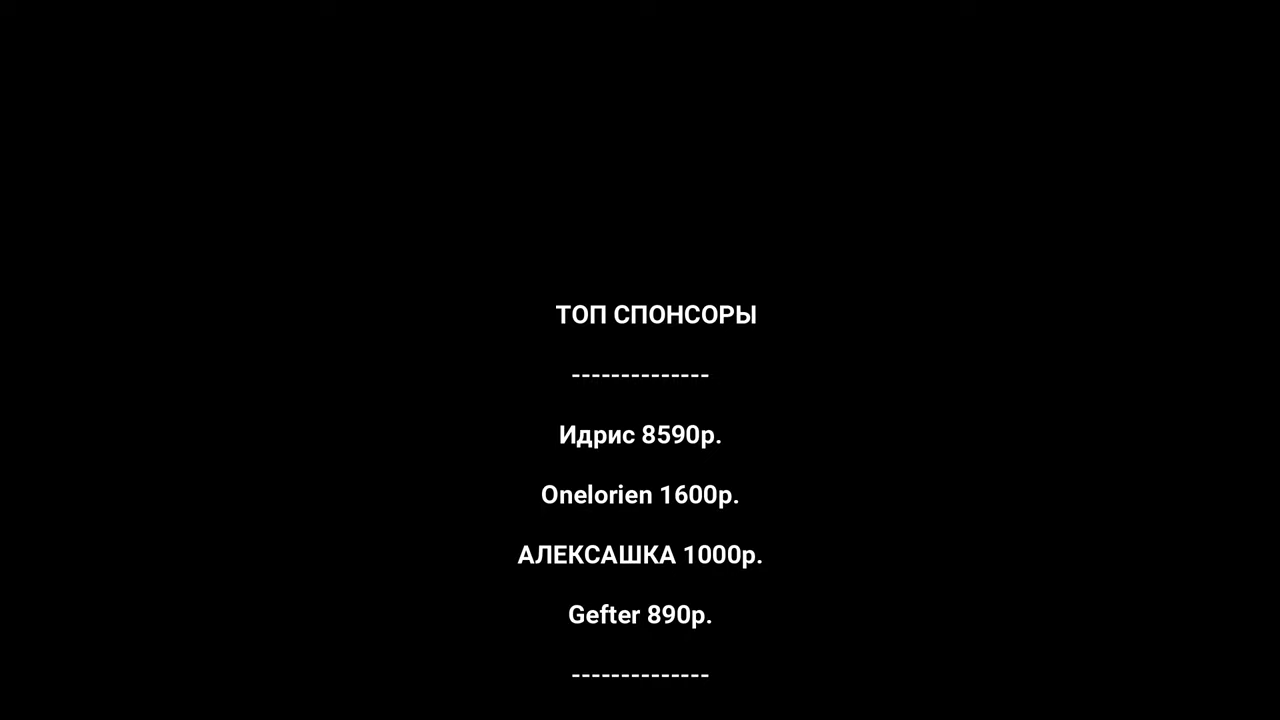 ТОП СПОНСОРЫ
--------------
Идрис 8590р.
Onelorien 1600р.
АЛЕКСАШКА 1000р.
Gefter 890р.
--------------